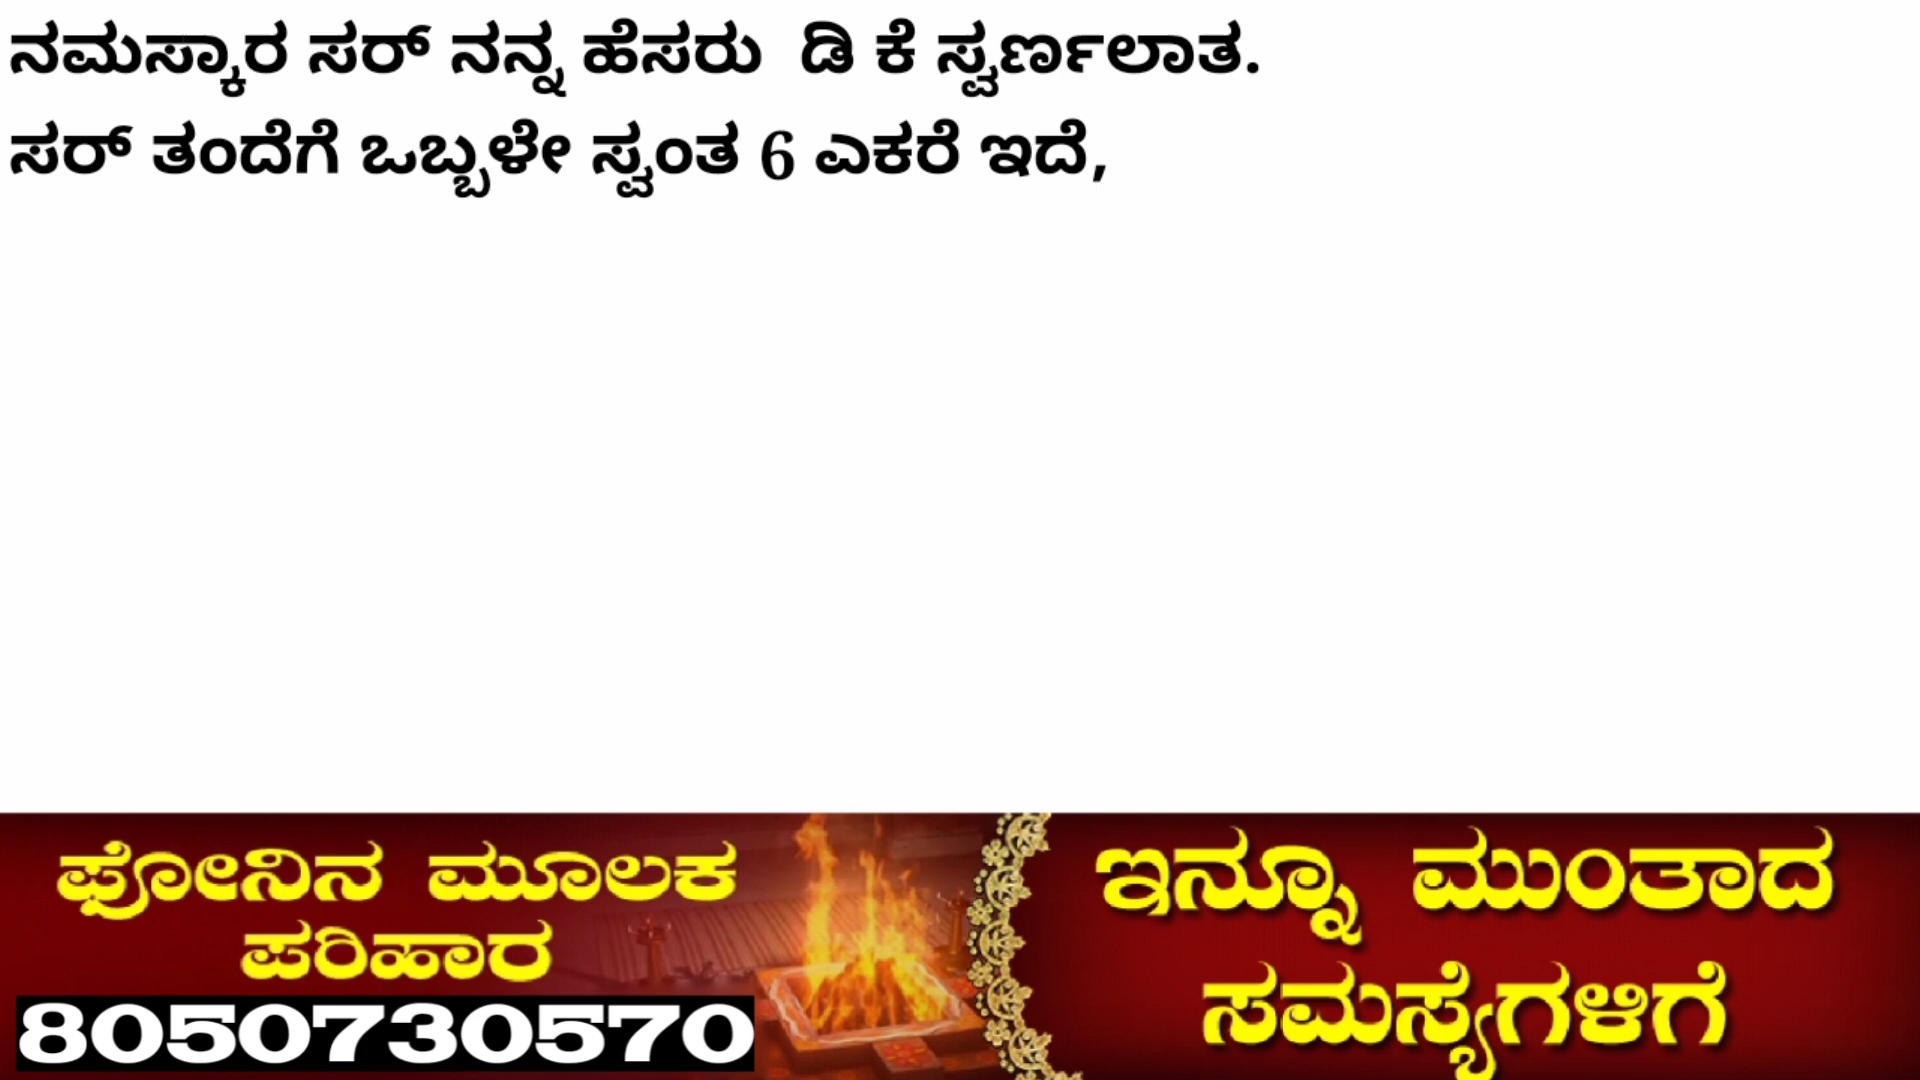 ನಮಸ್ಕಾರ ಸರ್ ನನ್ನ ಹೆಸರು ಡಿ ಕೆ ಸ್ವರ್ಣಲಾತ.
ಸರ್ ತಂದೆಗೆ ಒಬ್ಬಳೇ ಸ್ವಂತ 6 ಎಕರೆ ಇದೆ,
ಫೋನಿನ ಮೂಲಕ
ಪರಿಹಾರ
8050730570
ಇನ್ನೂ ಮುಂತಾದ
ಸಮಸ್ಯೆಗಳಿಗೆ